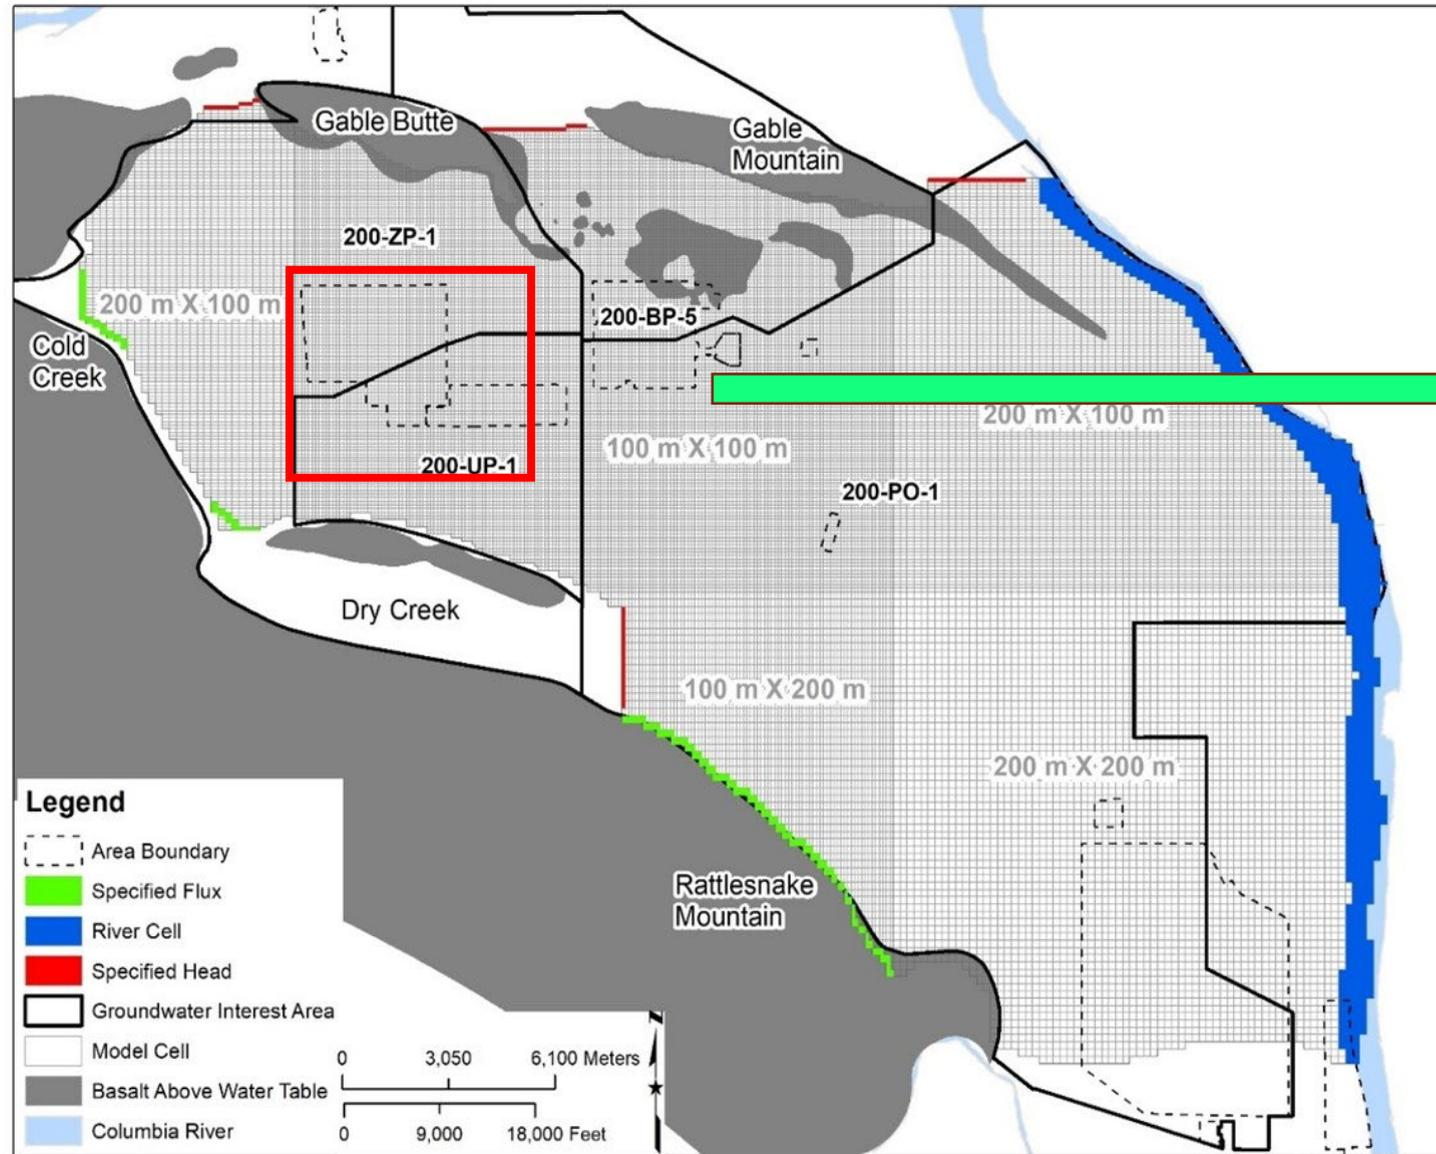 Gable Butte
Gable
Mountain
200-ZP-1
200 m X 100 m
200-BP-5
Cold
Creek
200 m X 100 m
100 m X 100 m
200-UP-1
200-PO-1
Dry Creek
100 m X 200 m
200 m X 200 m
Rattlesnake
Mountain
Legend
Area Boundary
Specified Flux
River Cell
Specified Head
Groundwater Interest Area
Model Cell
Basalt Above Water Table
Columbia River
0 3,050 6,100 Meters
0 9,000 18,000 Feet